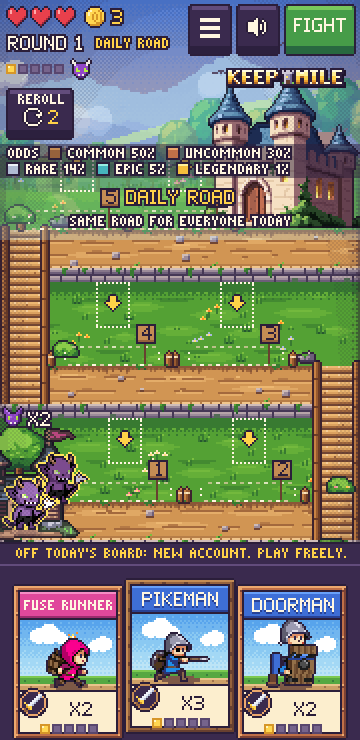 3
FIGHT
ROUND 1 DAILY ROAD
KEEP MILE
REROLL
2
ODDS COMMON 50% UNCOMMON 30%
RARE 14% EPIC 5% LEGENDARY 1%
5 DAILY ROAD
SAME ROAD FOR EVERYONE TODAY
4 3
X2
1 2
OFF TODAY'S BOARD: NEW ACCOUNT. PLAY FREELY.
FUSE RUNNER PIKEMAN DOORMAN
X2 X3 X2